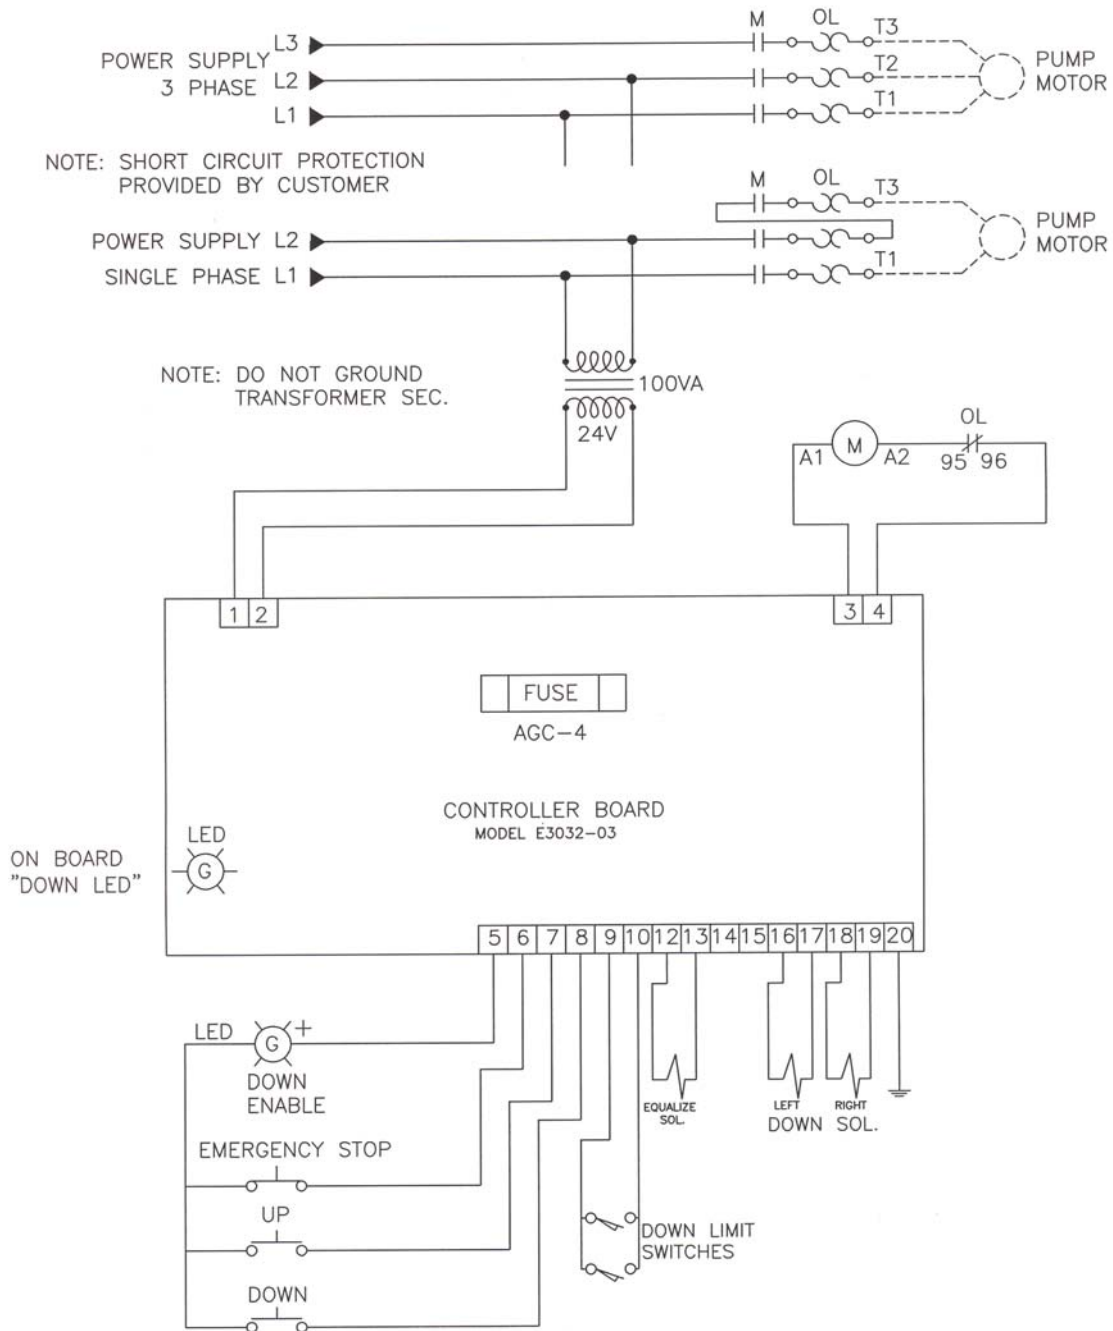 M OL T3
L3
POWER SUPPLY
3 PHASE L2
T2
PUMP
MOTOR
L1
T1
NOTE: SHORT CIRCUIT PROTECTION
PROVIDED BY CUSTOMER
M OL T3
POWER SUPPLY L2
PUMP
MOTOR
SINGLE PHASE L1
T1
NOTE: DO NOT GROUND
TRANSFORMER SEC.
100VA
24V
OL
A1 M A2 95 96
1 2
3 4
FUSE
AGC-4
CONTROLLER BOARD
MODEL E3032-03
LED
G
ON BOARD
"DOWN LED"
5 6 7 8 9 10 12 13 14 15 16 17 18 19 20
LED G +
DOWN
ENABLE
EQUALIZE
SOL.
LEFT RIGHT
DOWN SOL.
EMERGENCY STOP
UP
DOWN LIMIT
SWITCHES
DOWN